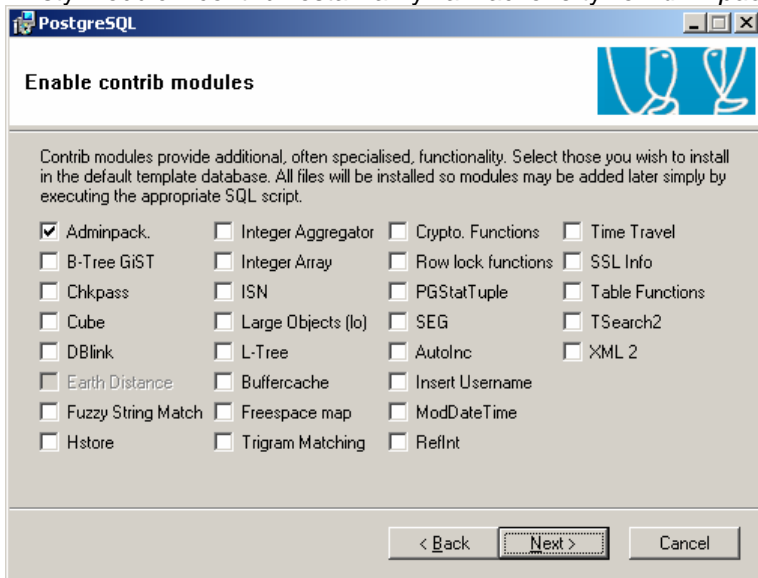 PostgreSQL
Enable contrib modules
Contrib modules provide additional, often specialised, functionality. Select those you wish to install
in the default template database. All files will be installed so modules may be added later simply by
executing the appropriate SQL script.
Adminpack. Integer Aggregator Crypto. Functions Time Travel
B-Tree GiST Integer Array Row lock functions SSL Info
Chkpass ISN PGStatTuple Table Functions
Cube Large Objects (lo) SEG TSearch2
DBlink L-Tree AutoInc XML 2
Earth Distance Buffercache Insert Username
Fuzzy String Match Freespace map ModDateTime
Hstore Trigram Matching RefInt
< Back Next > Cancel